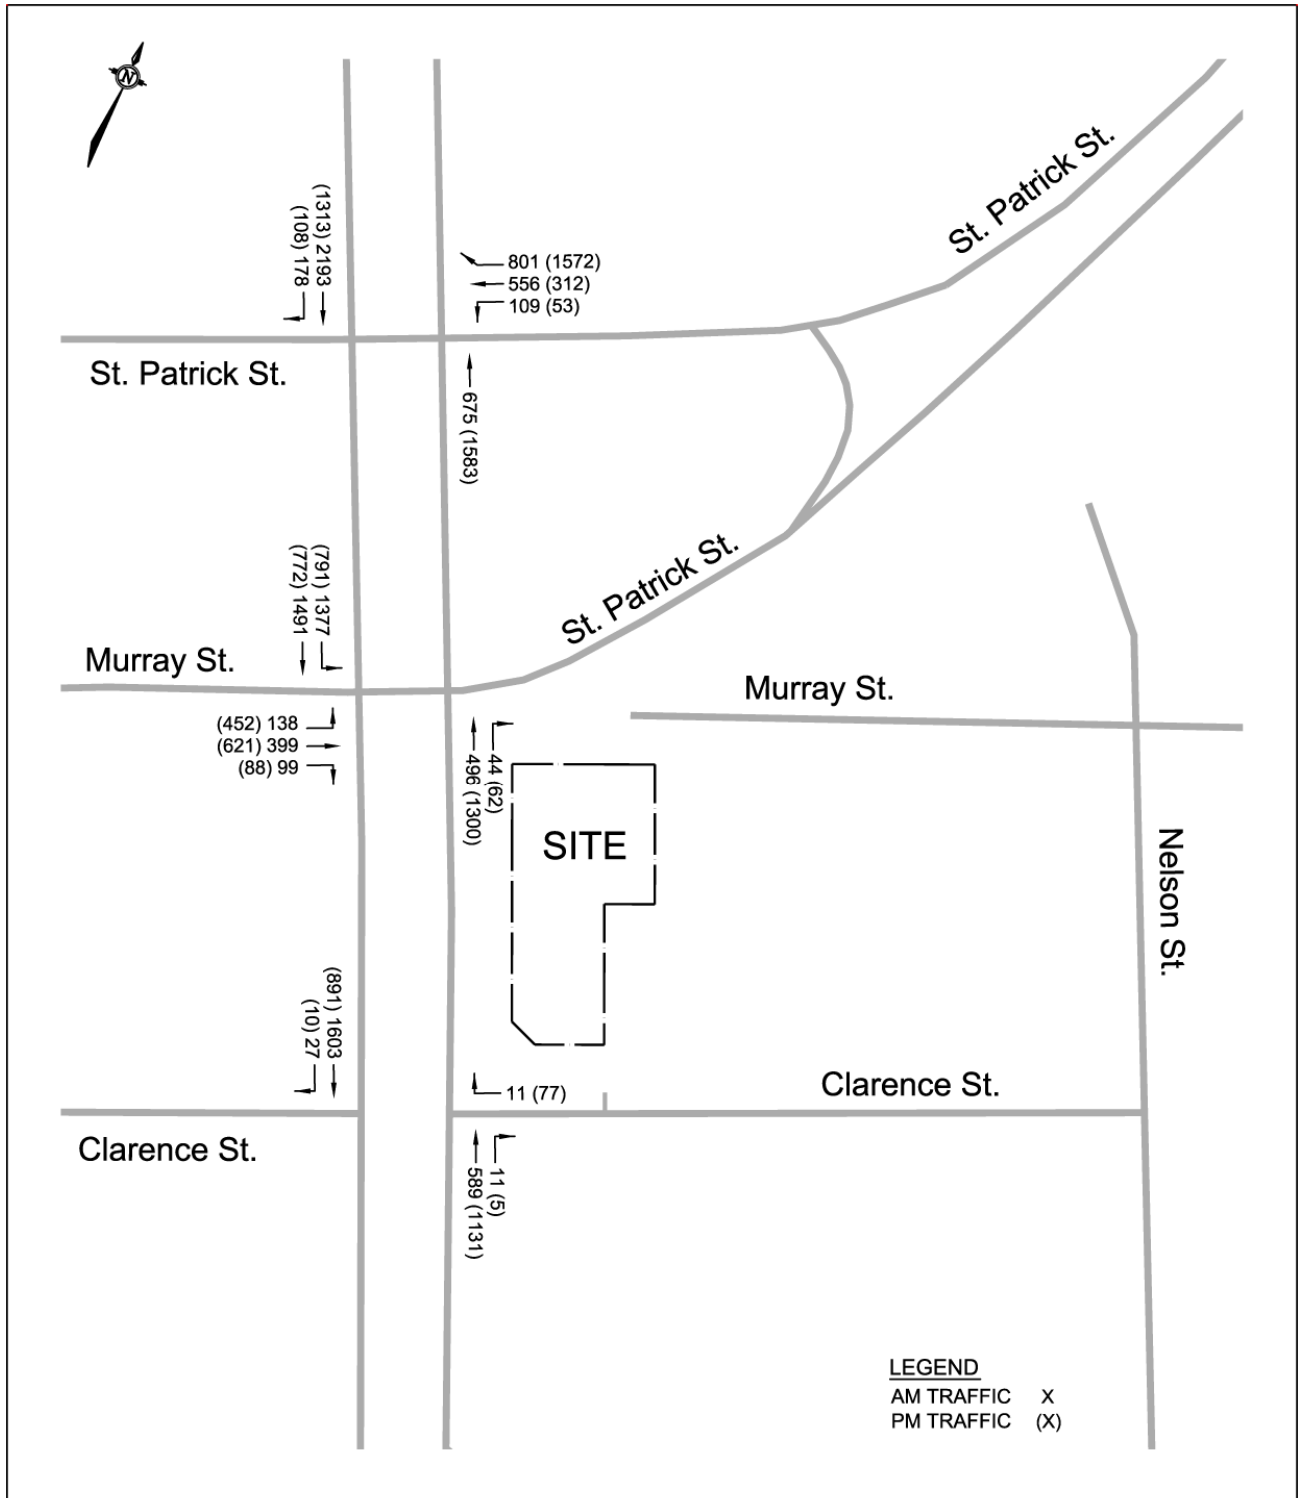 N
St. Patrick St.
(1313) 2193
(108) 178
801 (1572)
556 (312)
109 (53)
St. Patrick St.
675 (1583)
St. Patrick St.
(791) 1377
(772) 1491
Murray St.
Murray St.
(452) 138
(621) 399
(88) 99
44 (62)
496 (1300)
SITE
Nelson St.
(891) 1603
(10) 27
11 (77)
Clarence St.
Clarence St.
11 (5)
589 (1131)
LEGEND
AM TRAFFIC X
PM TRAFFIC (X)